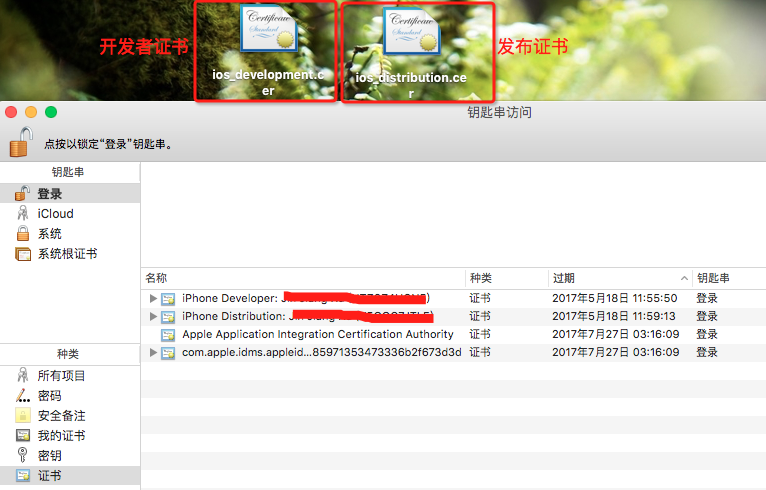 开发者证书
Certificate
Standard
ios_development.c
er
Certificate
Standard
ios_distribution.ce
r
发布证书
钥匙串访问
点按以锁定“登录”钥匙串。
钥匙串
登录
iCloud
系统
系统根证书
名称 种类 过期 钥匙串
iPhone Developer: 证书 2017年5月18日 11:55:50 登录
iPhone Distribution: 证书 2017年5月18日 11:59:13 登录
Apple Application Integration Certification Authority 证书 2017年7月27日 03:16:09 登录
com.apple.idms.appleid...85971353473336b2f673d3d 证书 2017年7月27日 03:16:09 登录
种类
所有项目
密码
安全备注
我的证书
密钥
证书